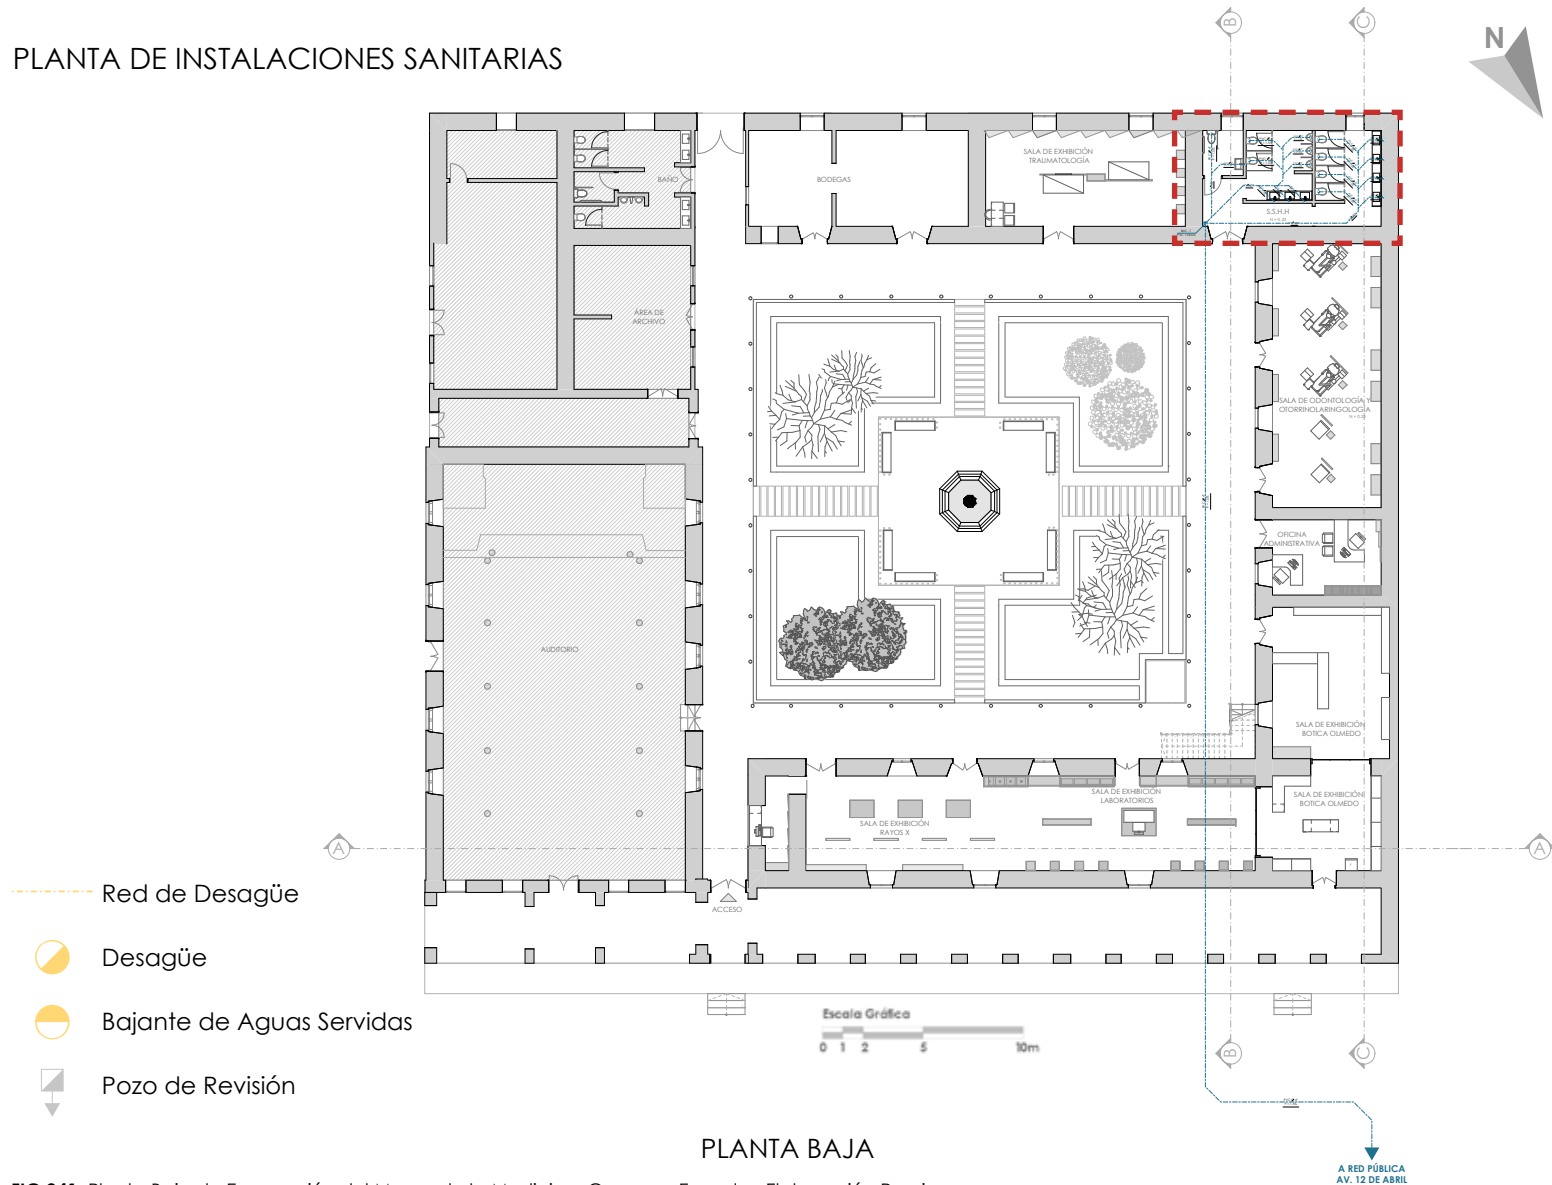 PLANTA DE INSTALACIONES SANITARIAS
B
C
N
SALA DE EXHIBICIÓN
TRAUMATOLOGÍA
BODEGAS
BAÑO
S.S.H.H
ÁREA DE
ARCHIVO
SALA DE ODONTOLOGÍA Y
OTORRINOLARINGOLOGÍA
OFICINA
ADMINISTRATIVA
AUDITORIO
SALA DE EXHIBICIÓN
BOTICA OLMEDO
SALA DE EXHIBICIÓN
LABORATORIOS
SALA DE EXHIBICIÓN
BOTICA OLMEDO
SALA DE EXHIBICIÓN
RAYOS X
A
A
Red de Desagüe
ACCESO
Desagüe
Bajante de Aguas Servidas
Escala Gráfica
0 1 2 5 10m
B
C
Pozo de Revisión
PLANTA BAJA
A RED PÚBLICA
AV. 12 DE ABRIL